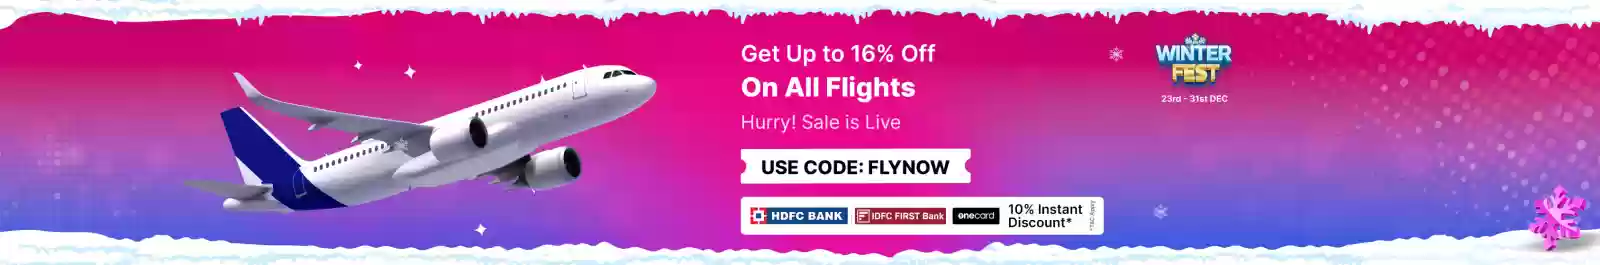 Get Up to 16% Off
On All Flights
Hurry! Sale is Live
USE CODE: FLYNOW
HDFC BANK IDFC FIRST Bank onecard 10% Instant
Discount*
*T&C Apply
WINTER
FEST
23rd - 31st DEC